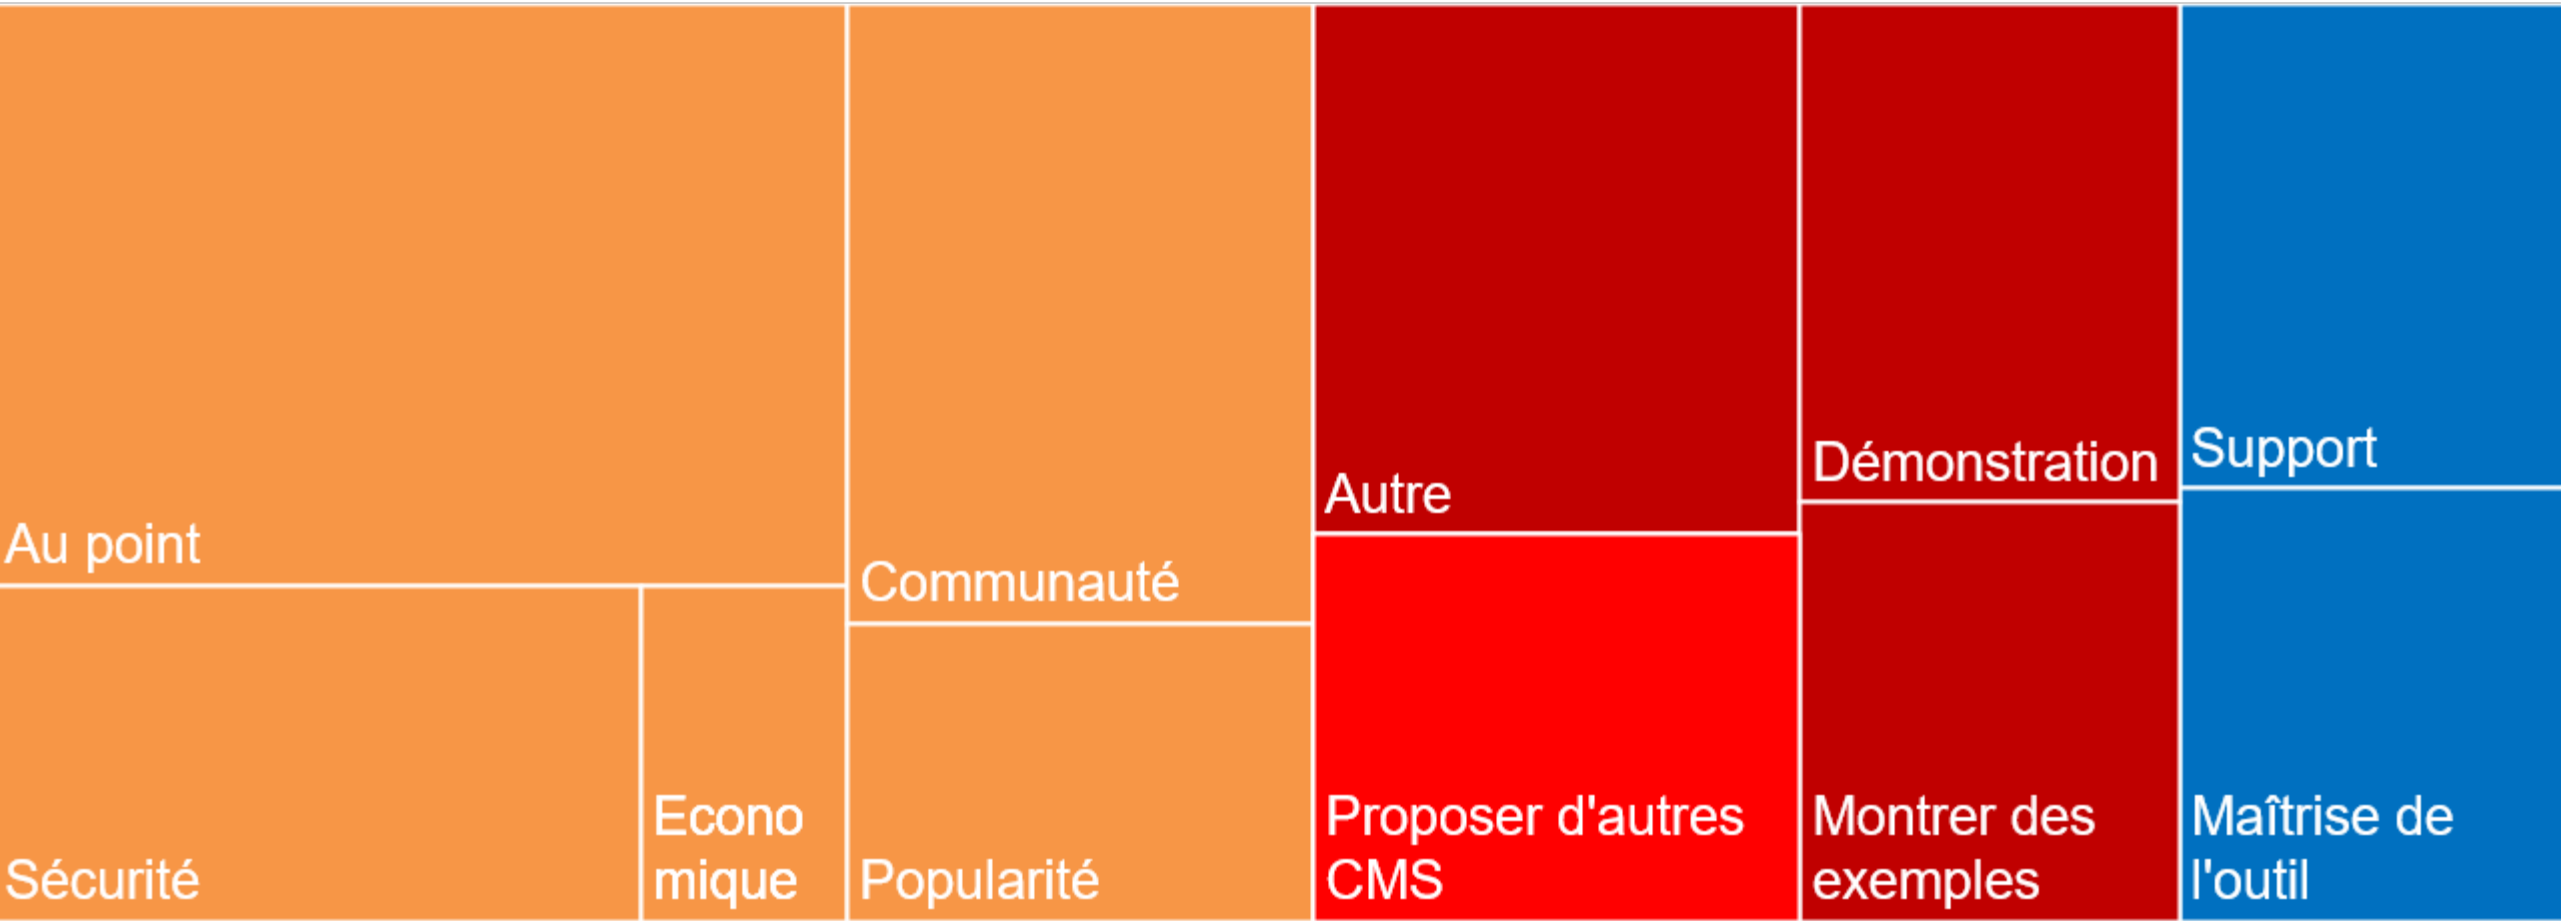 Au point
Sécurité
Econo
mique
Communauté
Popularité
Autre
Proposer d'autres
CMS
Démonstration
Montrer des
exemples
Support
Maîtrise de
l'outil